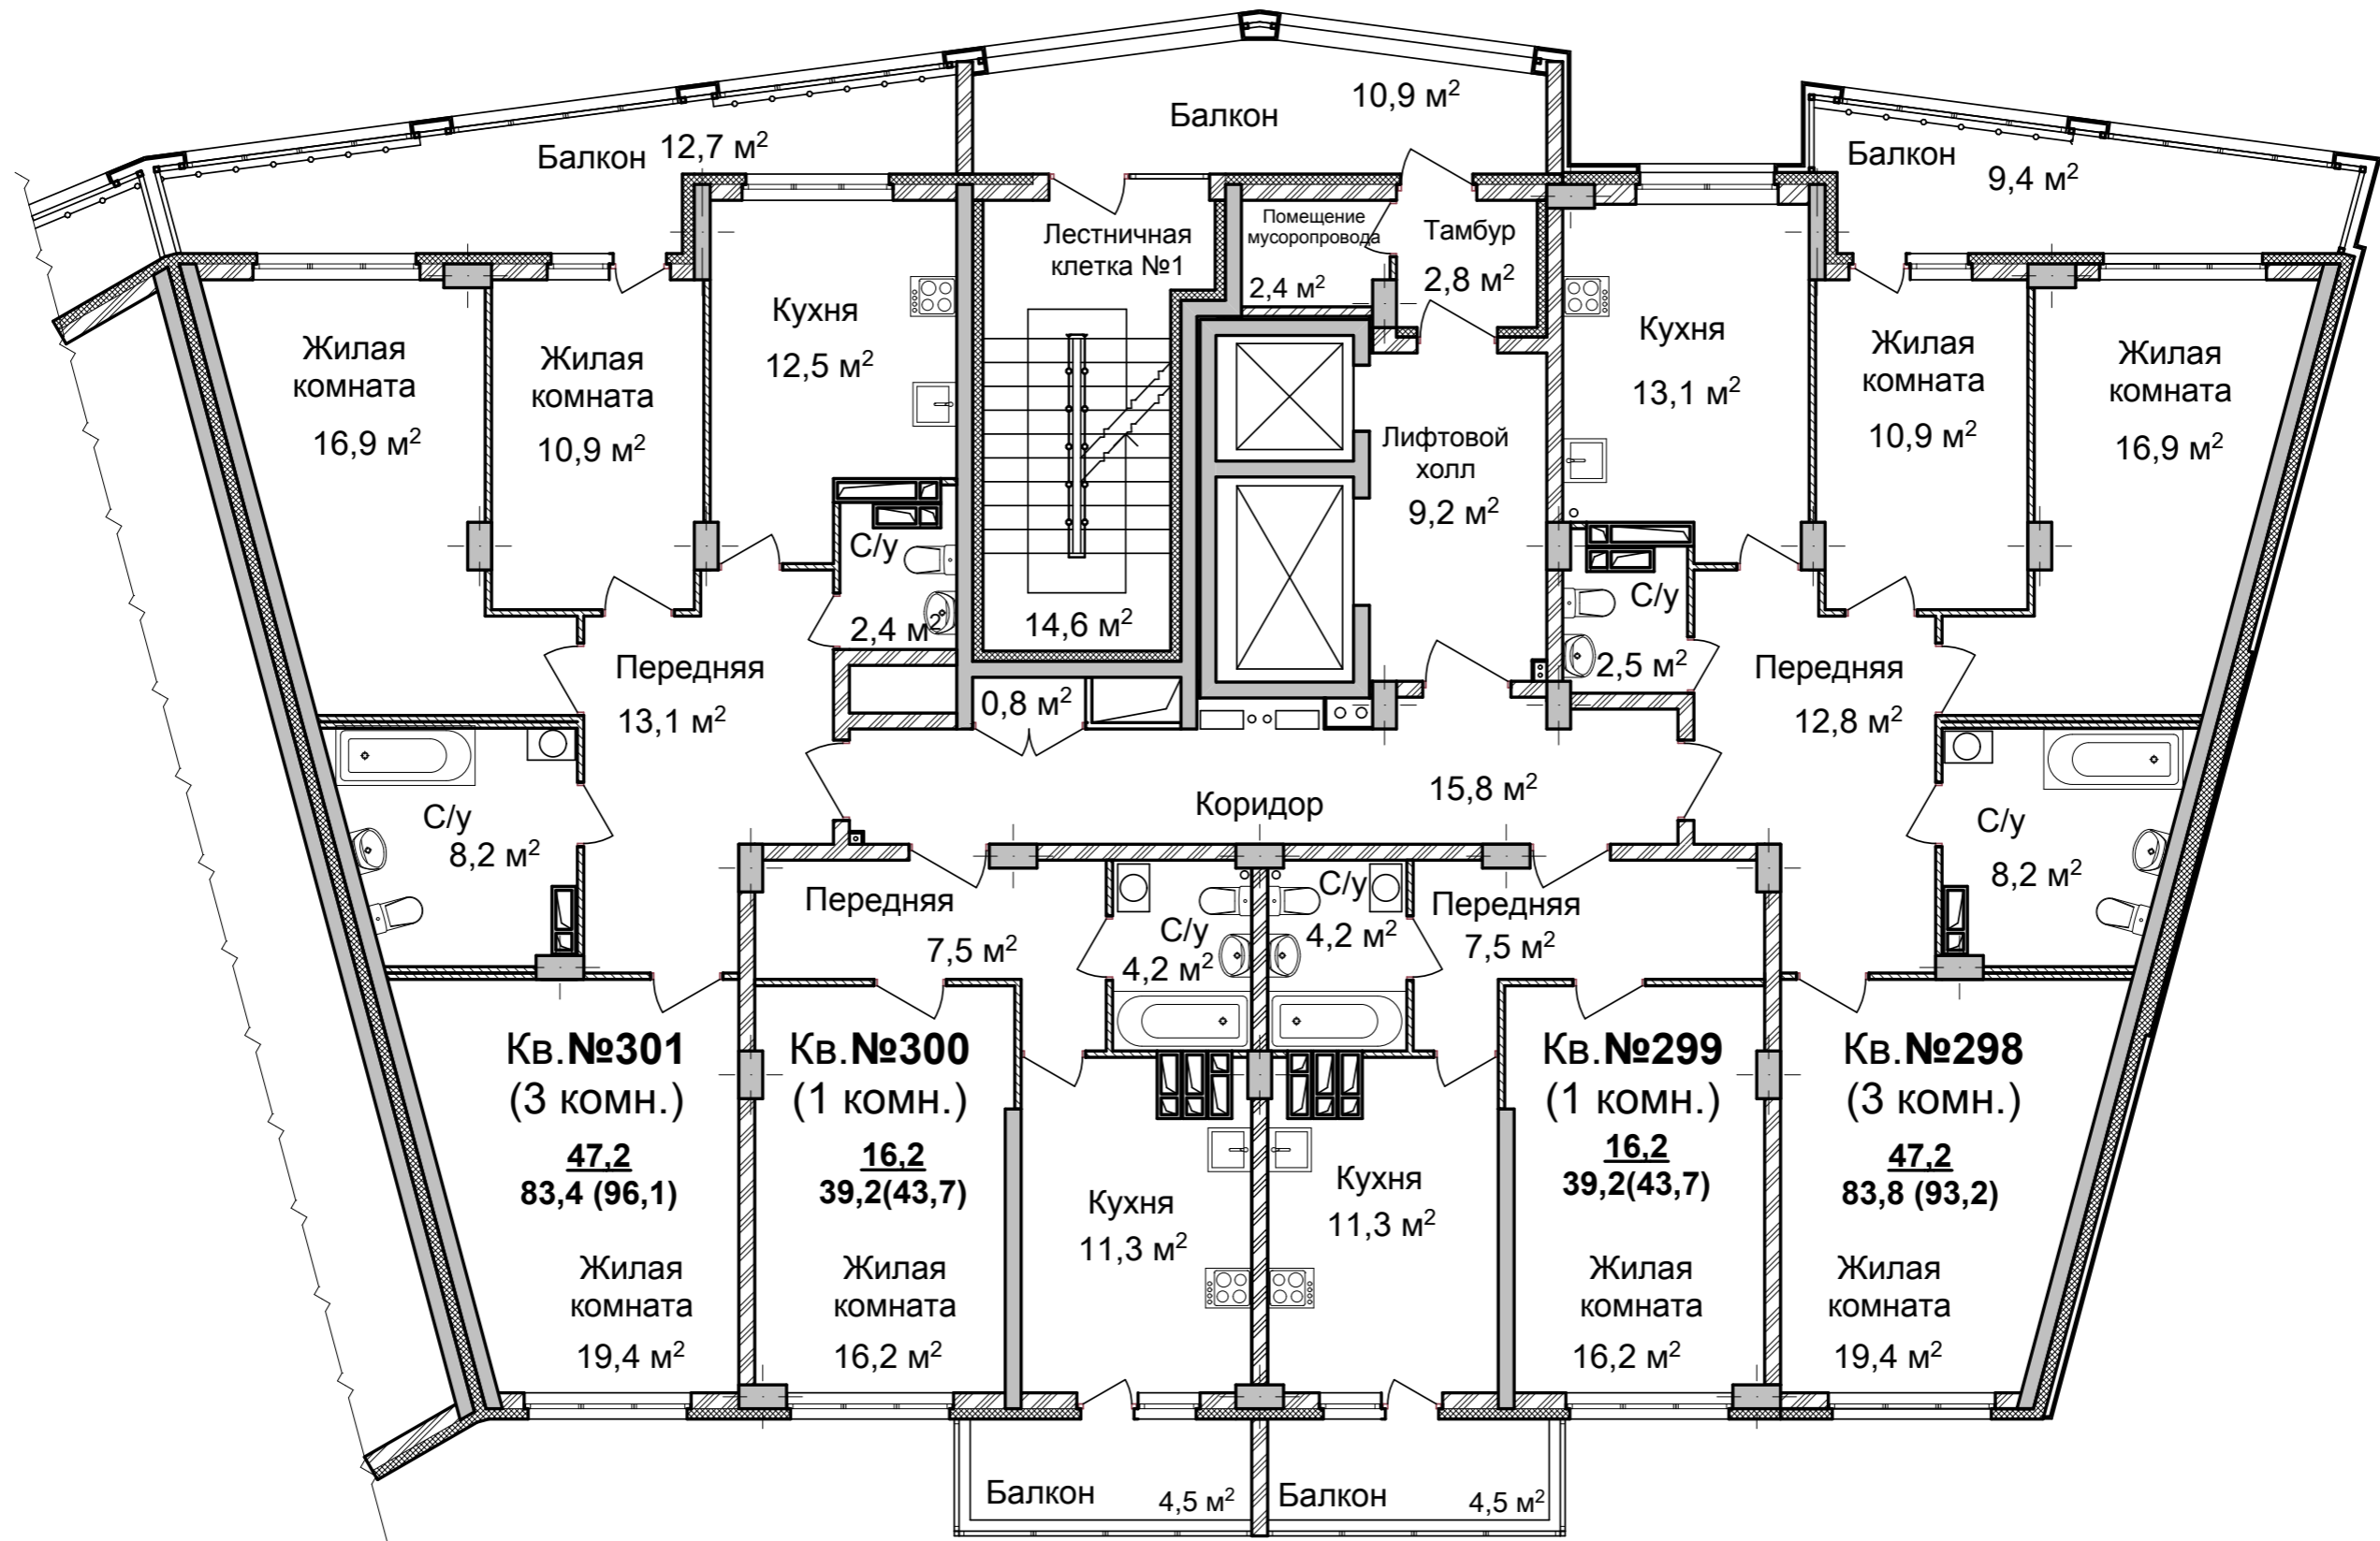 Балкон 12,7 м²
Балкон 10,9 м²
Балкон
9,4 м²
Лестничная
клетка №1
14,6 м²
Помещение
мусоропровода
2,4 м²
Тамбур
2,8 м²
Жилая
комната
16,9 м²
Жилая
комната
10,9 м²
Кухня
12,5 м²
Лифтовой
холл
9,2 м²
Кухня
13,1 м²
Жилая
комната
10,9 м²
Жилая
комната
16,9 м²
С/у
2,4 м²
С/у
2,5 м²
Передняя
13,1 м²
0,8 м²
Передняя
12,8 м²
Коридор 15,8 м²
С/у
8,2 м²
С/у
8,2 м²
Передняя
7,5 м²
С/у
4,2 м²
С/у
4,2 м²
Передняя
7,5 м²
Кв.№301
(3 комн.)
47,2
83,4 (96,1)
Жилая
комната
19,4 м²
Кв.№300
(1 комн.)
16,2
39,2(43,7)
Жилая
комната
16,2 м²
Кухня
11,3 м²
Кухня
11,3 м²
Кв.№299
(1 комн.)
16,2
39,2(43,7)
Жилая
комната
16,2 м²
Кв.№298
(3 комн.)
47,2
83,8 (93,2)
Жилая
комната
19,4 м²
Балкон 4,5 м²
Балкон 4,5 м²